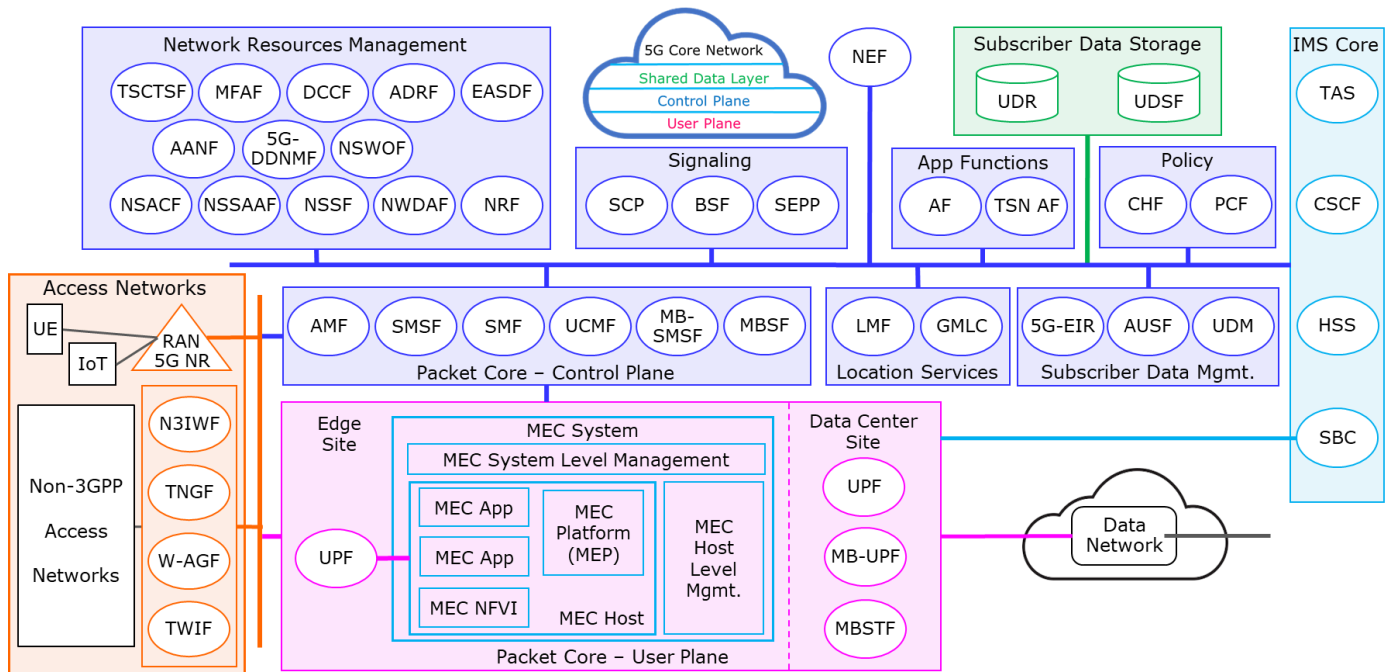 Network Resources Management
TSCTSF
MFAF
DCCF
ADRF
EASDF
AANF
5G-
DDNMF
NSWOF
NSACF
NSSAAF
NSSF
NWDAF
NRF
5G Core Network
Shared Data Layer
Control Plane
User Plane
NEF
Subscriber Data Storage
UDR
UDSF
IMS Core
TAS
CSCF
HSS
SBC
Signaling
SCP
BSF
SEPP
App Functions
AF
TSN AF
Policy
CHF
PCF
Access Networks
UE
IoT
RAN
5G NR
Non-3GPP
Access
Networks
N3IWF
TNGF
W-AGF
TWIF
AMF
SMSF
SMF
UCMF
MB-
SMSF
MBSF
Packet Core – Control Plane
LMF
GMLC
Location Services
5G-EIR
AUSF
UDM
Subscriber Data Mgmt.
Edge
Site
UPF
MEC System
MEC System Level Management
MEC App
MEC App
MEC NFVI
MEC
Platform
(MEP)
MEC Host
MEC
Host
Level
Mgmt.
Data Center
Site
UPF
MB-UPF
MBSTF
Packet Core – User Plane
Data
Network